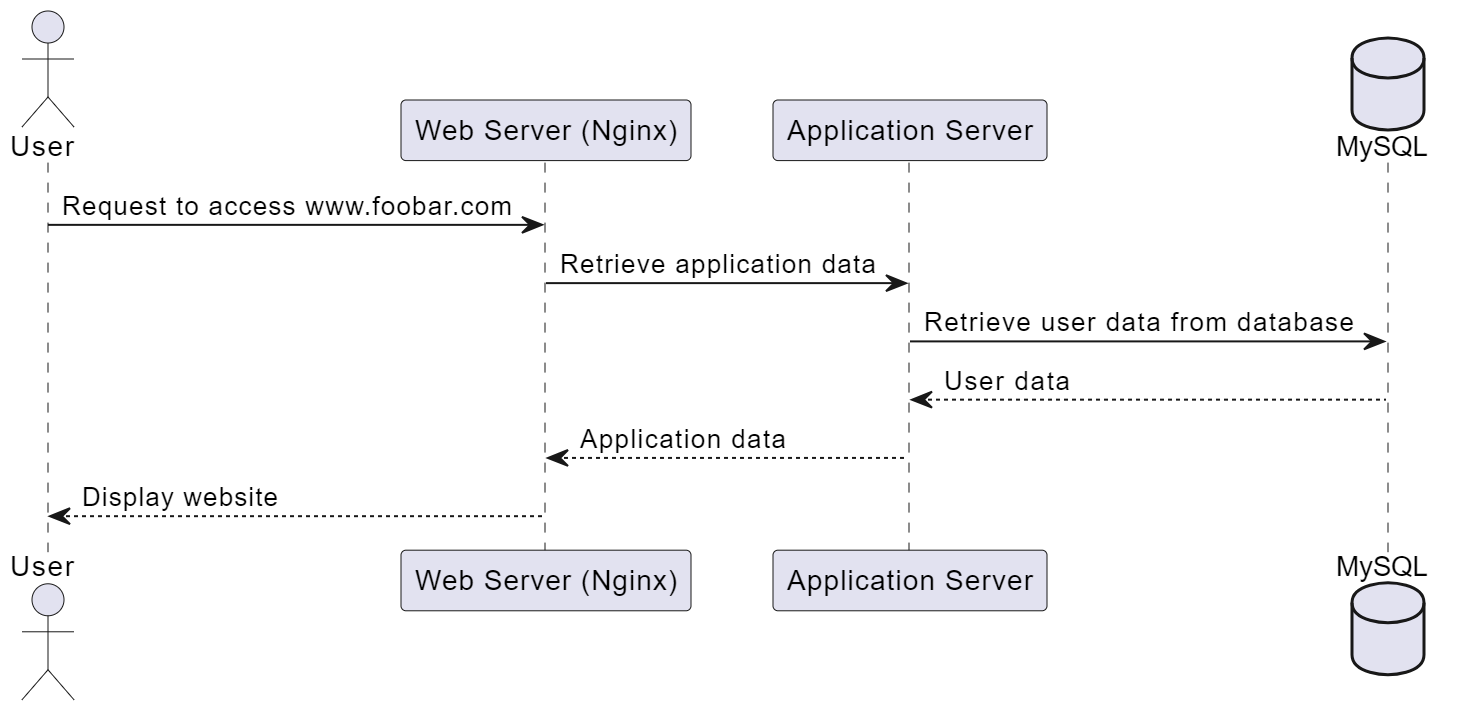 User
Web Server (Nginx)
Application Server
MySQL
Request to access www.foobar.com
Retrieve application data
Retrieve user data from database
User data
Application data
Display website
User
Web Server (Nginx)
Application Server
MySQL